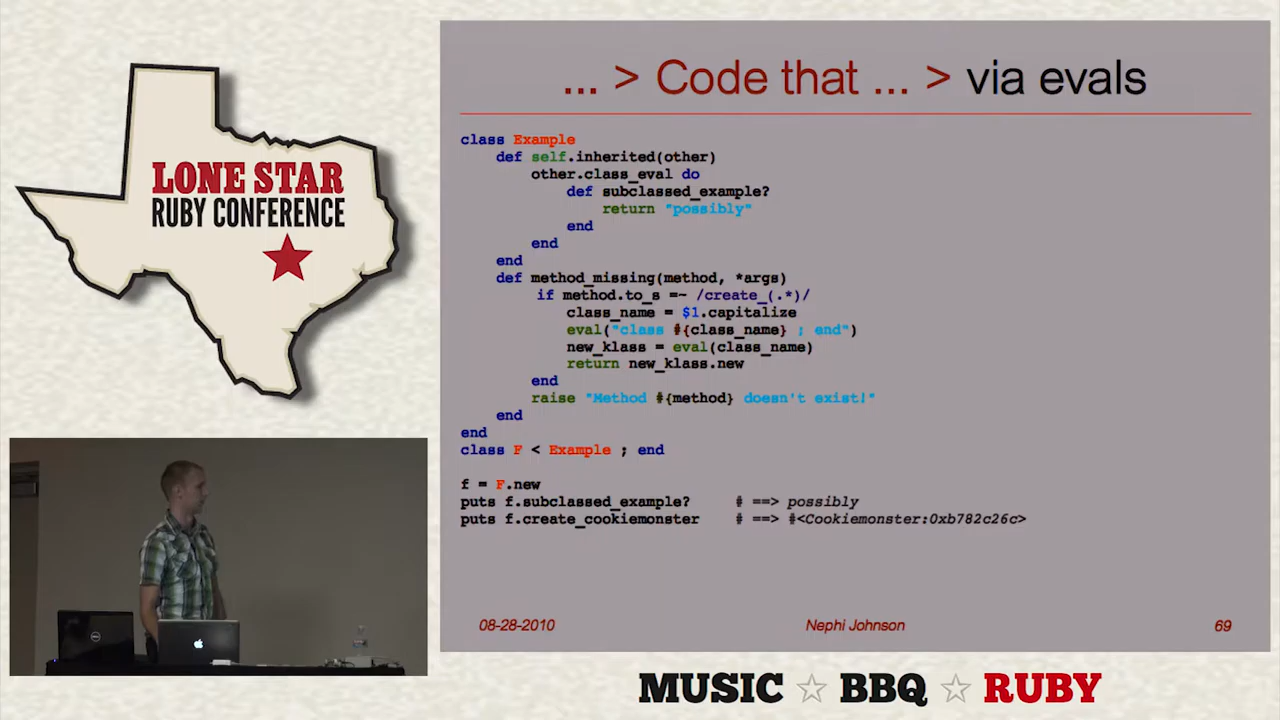 LONE STAR
RUBY CONFERENCE
... > Code that ... > via evals
class Example
    def self.inherited(other)
        other.class_eval do
            def subclassed_example?
                return "possibly"
            end
        end
    end
    def method_missing(method, *args)
        if method.to_s =~ /create_(.*)/
            class_name = $1.capitalize
            eval("class #{class_name} ; end")
            new_klass = eval(class_name)
            return new_klass.new
        end
        raise "Method #{method} doesn't exist!"
    end
end
class F < Example ; end
f = F.new
puts f.subclassed_example?     # ==> possibly
puts f.create_cookiemonster    # ==> #<Cookiemonster:0xb782c26c>
08-28-2010 Nephi Johnson 69
MUSIC ☆ BBQ ☆ RUBY